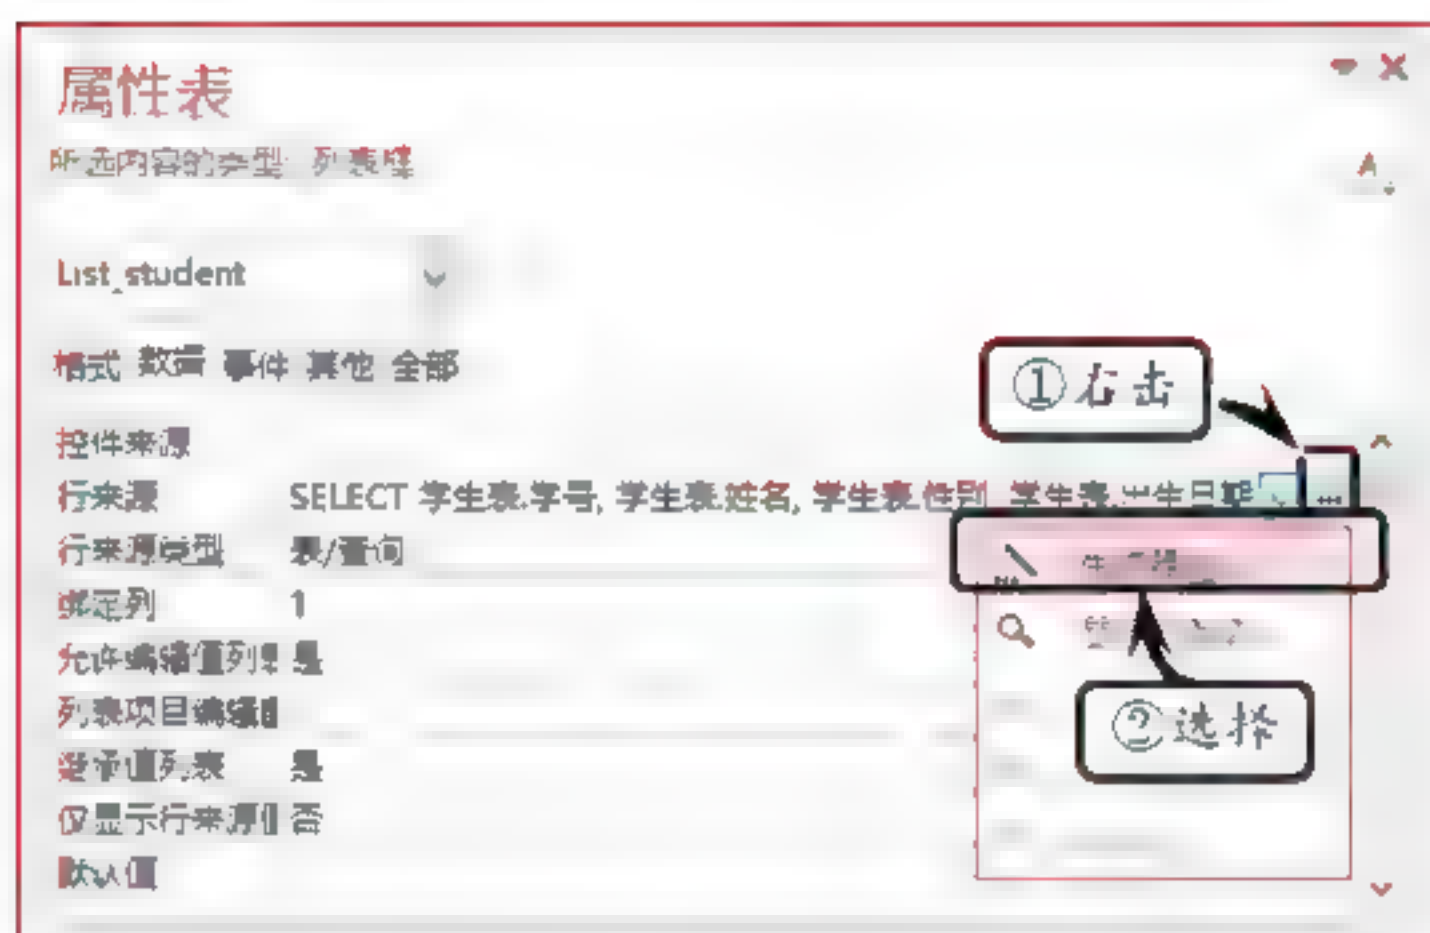 属性表
所选内容的类型: 列表框
List_student
格式 数据 事件 其他 全部
①右击
控件来源
行来源 SELECT 学生表.学号, 学生表.姓名, 学生表.性别, 学生表.出生日期
行来源类型 表/查询
绑定列 1
允许编辑值列表 是
列表项目编辑
②选择
继承值列表 是
仅显示行来源值 否
默认值